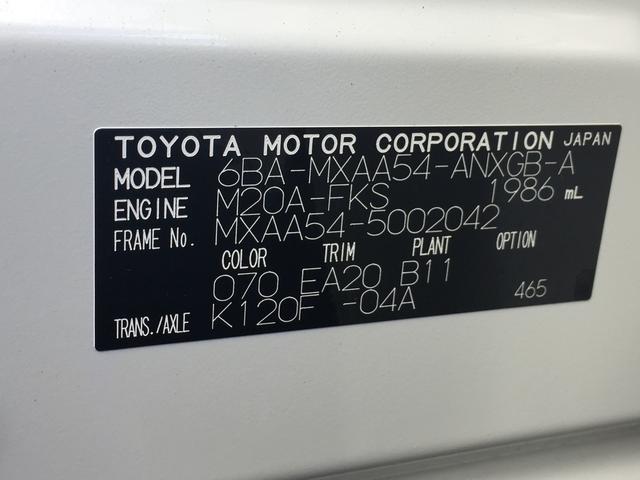 TOYOTA MOTOR CORPORATION JAPAN
MODEL 6BA-MXAA54-ANXGB-A
ENGINE M20A-FKS 1986 mL
FRAME No. MXAA54-5002042
COLOR TRIM PLANT OPTION
070 EA20 B11
TRANS./AXLE K120F -04A 465